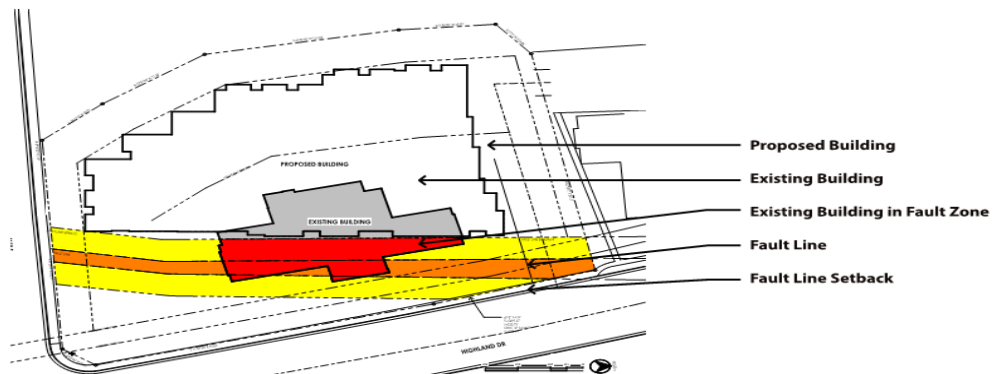 Proposed Building
PROPOSED BUILDING
Existing Building
EXISTING BUILDING
Existing Building in Fault Zone
Fault Line
Fault Line Setback
HIGHLAND DR